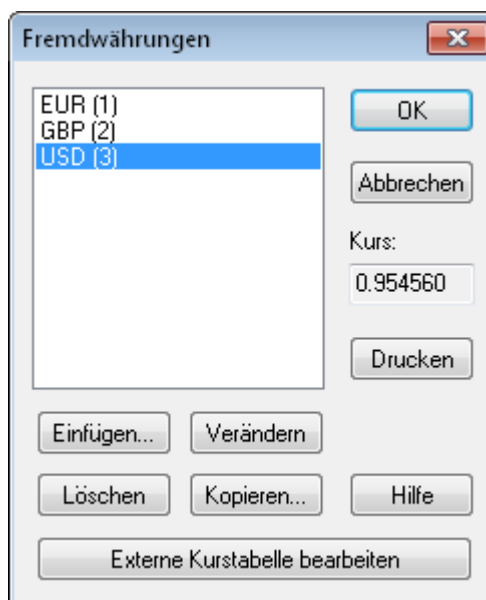 Fremdwährungen
EUR (1)
GBP (2)
USD (3)
OK
Abbrechen
Kurs:
0.954560
Drucken
Einfügen...
Verändern
Löschen
Kopieren...
Hilfe
Externe Kurstabelle bearbeiten